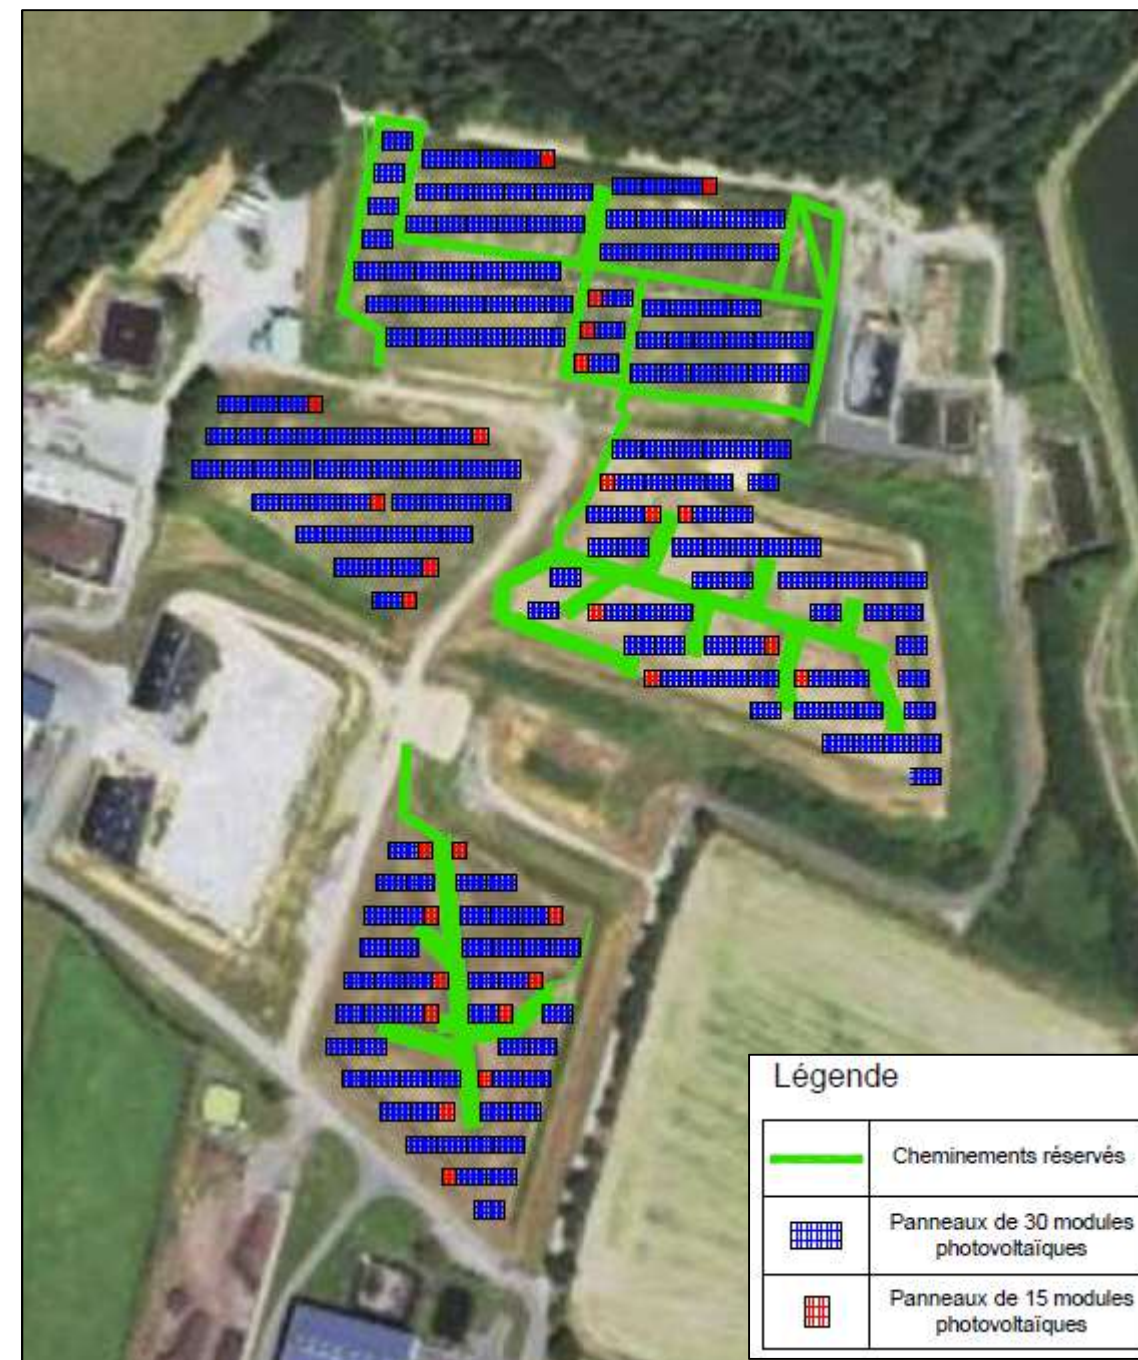 Légende
Cheminements réservés
Panneaux de 30 modules
photovoltaïques
Panneaux de 15 modules
photovoltaïques